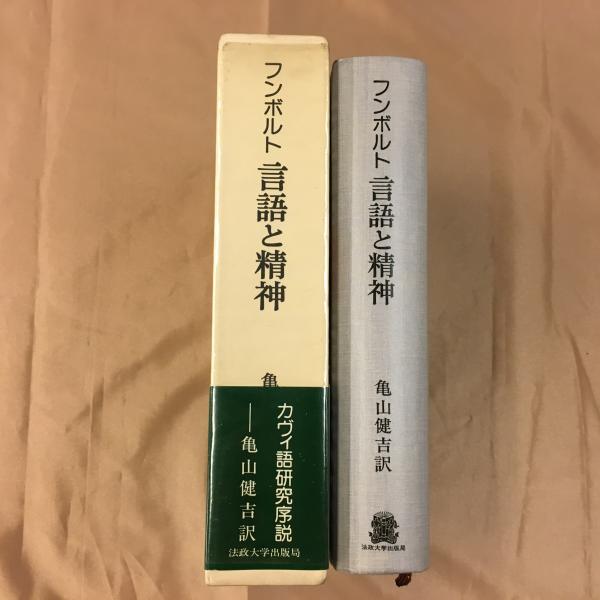 フンボルト 言語と精神
亀
カヴィ語研究序説
──亀山健吉訳
法政大学出版局
フンボルト 言語と精神
亀山健吉訳
法政大学出版局